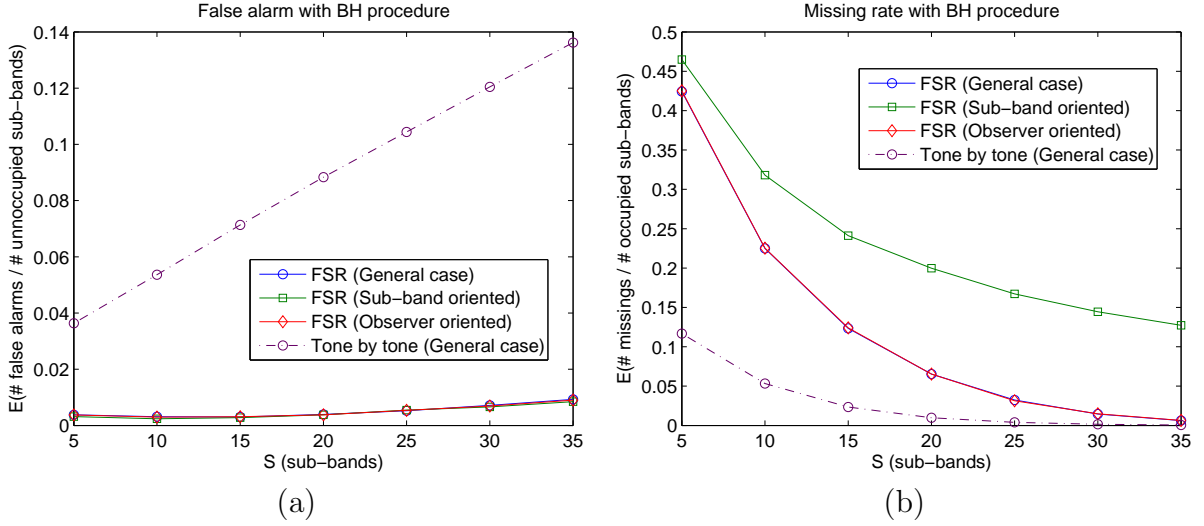 False alarm with BH procedure
E(# false alarms / # unnoccupied sub-bands)
0.14
0.12
0.1
0.08
0.06
0.04
0.02
0
FSR (General case)
FSR (Sub-band oriented)
FSR (Observer oriented)
Tone by tone (General case)
5 10 15 20 25 30 35
S (sub-bands)
(a)
Missing rate with BH procedure
E(# missings / # occupied sub-bands)
0.5
0.45
0.4
0.35
0.3
0.25
0.2
0.15
0.1
0.05
0
FSR (General case)
FSR (Sub-band oriented)
FSR (Observer oriented)
Tone by tone (General case)
5 10 15 20 25 30 35
S (sub-bands)
(b)